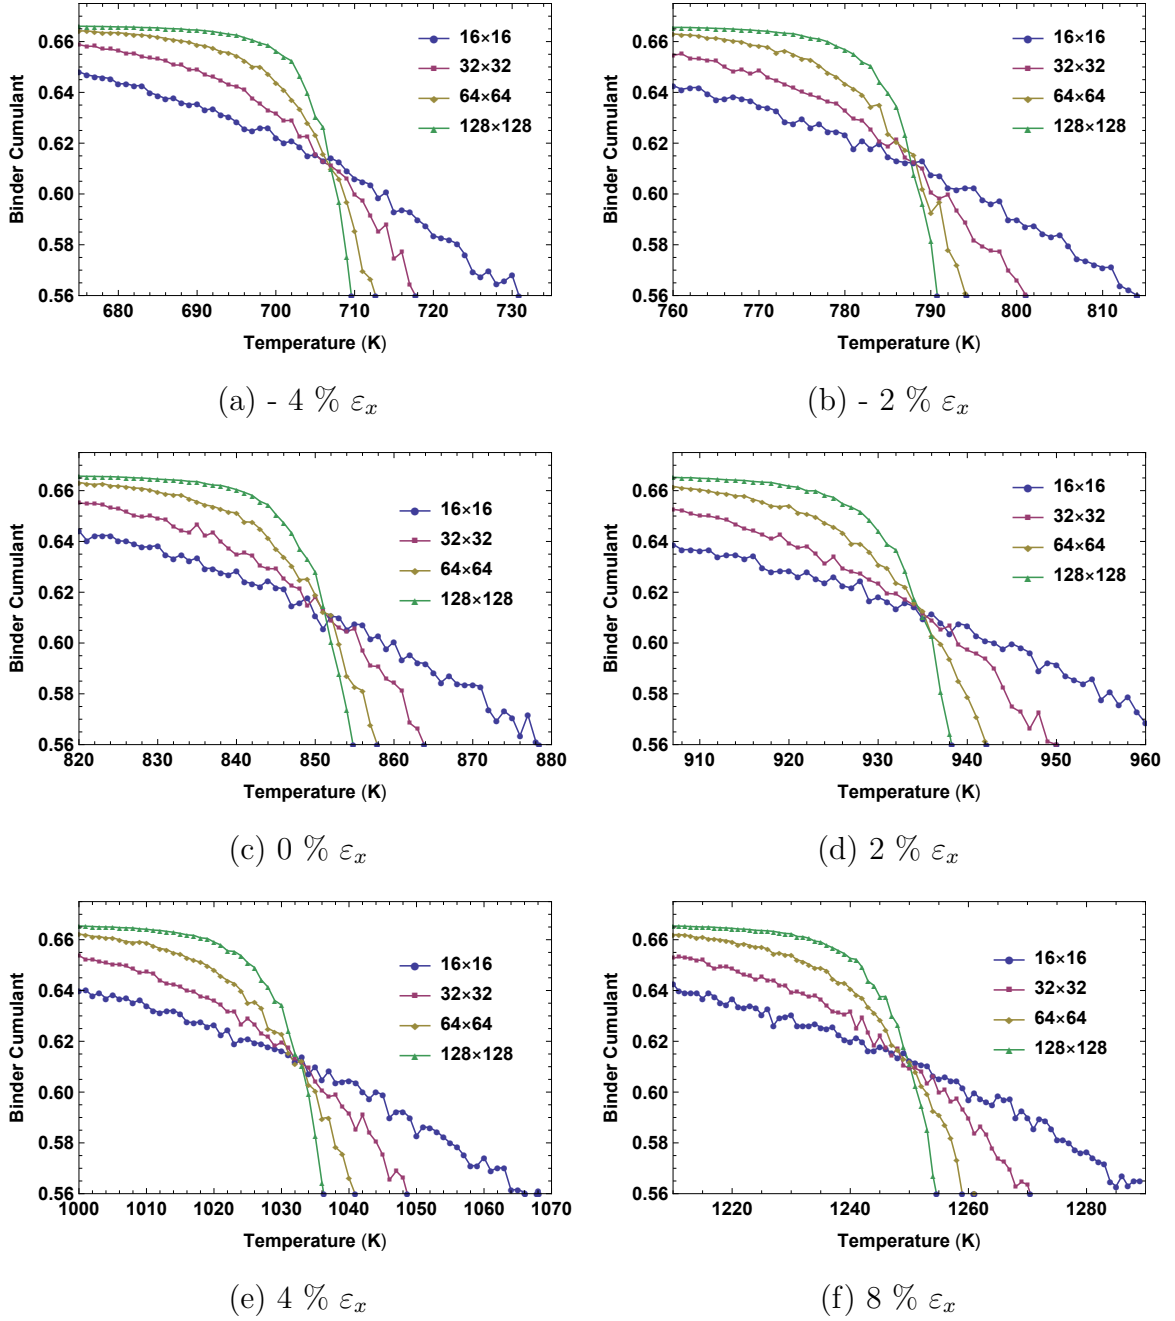 0.66
0.64
0.62
0.60
0.58
0.56
Binder Cumulant
16×16
32×32
64×64
128×128
680 690 700 710 720 730
Temperature (K)
(a) - 4 % εx
0.66
0.64
0.62
0.60
0.58
0.56
Binder Cumulant
16×16
32×32
64×64
128×128
760 770 780 790 800 810
Temperature (K)
(b) - 2 % εx
0.66
0.64
0.62
0.60
0.58
0.56
Binder Cumulant
16×16
32×32
64×64
128×128
820 830 840 850 860 870 880
Temperature (K)
(c) 0 % εx
0.66
0.64
0.62
0.60
0.58
0.56
Binder Cumulant
16×16
32×32
64×64
128×128
910 920 930 940 950 960
Temperature (K)
(d) 2 % εx
0.66
0.64
0.62
0.60
0.58
0.56
Binder Cumulant
16×16
32×32
64×64
128×128
1000 1010 1020 1030 1040 1050 1060 1070
Temperature (K)
(e) 4 % εx
0.66
0.64
0.62
0.60
0.58
0.56
Binder Cumulant
16×16
32×32
64×64
128×128
1220 1240 1260 1280
Temperature (K)
(f) 8 % εx